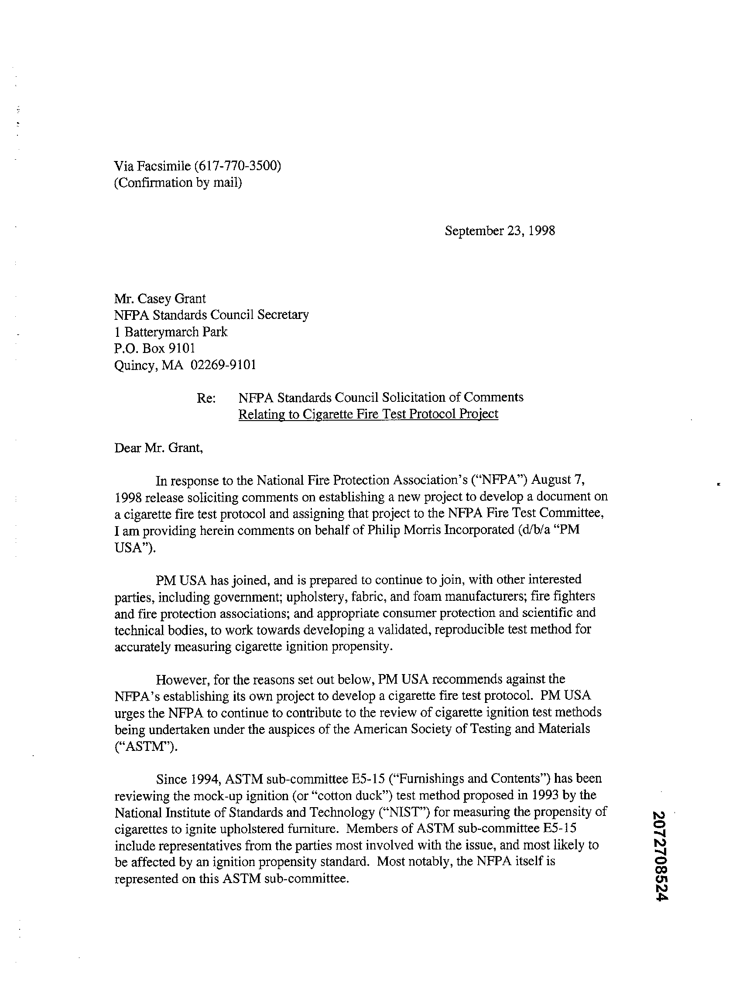 Via Facsimile (617-770-3500)
(Confirmation by mail)
September 23, 1998
Mr. Casey Grant
NFPA Standards Council Secretary
1 Batterymarch Park
P.O. Box 9101
Quincy, MA 02269-9101
Re: NFPA Standards Council Solicitation of Comments
Relating to Cigarette Fire Test Protocol Project
Dear Mr. Grant,
In response to the National Fire Protection Association's ("NFPA") August 7,
1998 release soliciting comments on establishing a new project to develop a document on
a cigarette fire test protocol and assigning that project to the NFPA Fire Test Committee,
I am providing herein comments on behalf of Philip Morris Incorporated (d/b/a "PM
USA").
PM USA has joined, and is prepared to continue to join, with other interested
parties, including government; upholstery, fabric, and foam manufacturers; fire fighters
and fire protection associations; and appropriate consumer protection and scientific and
technical bodies, to work towards developing a validated, reproducible test method for
accurately measuring cigarette ignition propensity.
However, for the reasons set out below, PM USA recommends against the
NFPA's establishing its own project to develop a cigarette fire test protocol. PM USA
urges the NFPA to continue to contribute to the review of cigarette ignition test methods
being undertaken under the auspices of the American Society of Testing and Materials
("ASTM").
Since 1994, ASTM sub-committee E5-15 ("Furnishings and Contents") has been
reviewing the mock-up ignition (or "cotton duck") test method proposed in 1993 by the
National Institute of Standards and Technology ("NIST") for measuring the propensity of
cigarettes to ignite upholstered furniture. Members of ASTM sub-committee E5-15
include representatives from the parties most involved with the issue, and most likely to
be affected by an ignition propensity standard. Most notably, the NFPA itself is
represented on this ASTM sub-committee.
2072708524